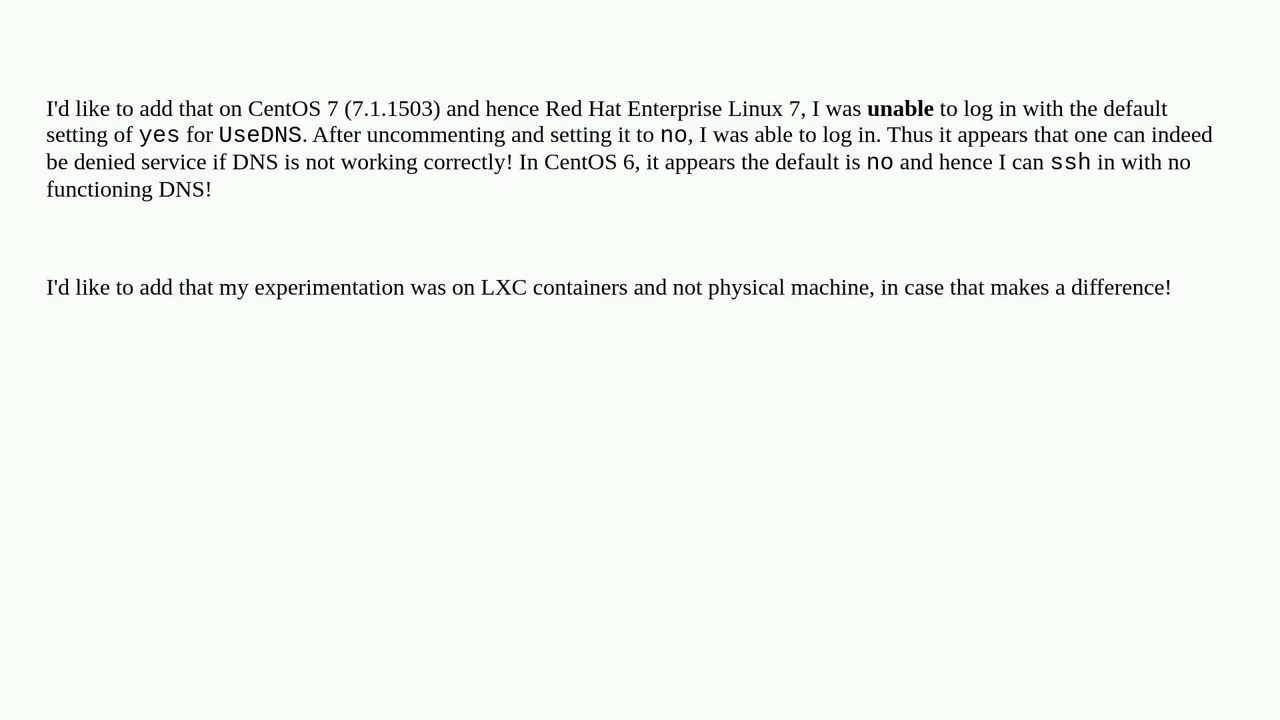 I'd like to add that on CentOS 7 (7.1.1503) and hence Red Hat Enterprise Linux 7, I was unable to log in with the default
setting of yes for UseDNS. After uncommenting and setting it to no, I was able to log in. Thus it appears that one can indeed
be denied service if DNS is not working correctly! In CentOS 6, it appears the default is no and hence I can ssh in with no
functioning DNS!
I'd like to add that my experimentation was on LXC containers and not physical machine, in case that makes a difference!